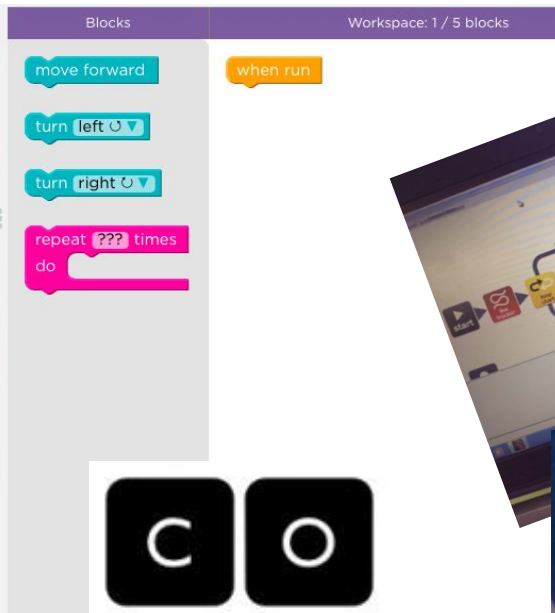 Blocks
Workspace: 1 / 5 blocks
move forward
when run
turn left
turn right
repeat ??? times
do
start
C O